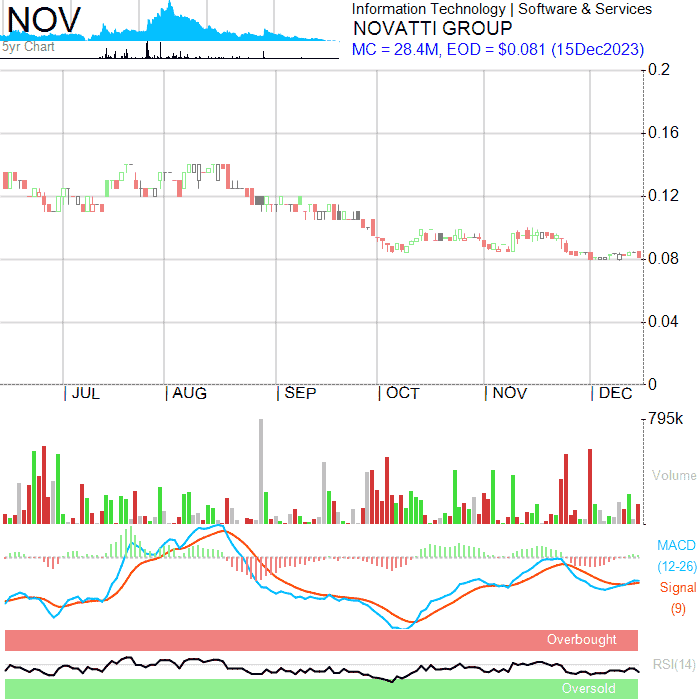 NOV
5yr Chart
Information Technology | Software & Services
NOVATTI GROUP
MC = 28.4M, EOD = $0.081 (15Dec2023)
0.2
0.16
0.12
0.08
0.04
0
JUL AUG SEP OCT NOV DEC
795k
Volume
MACD
(12-26)
Signal
(9)
Overbought
RSI(14)
Oversold